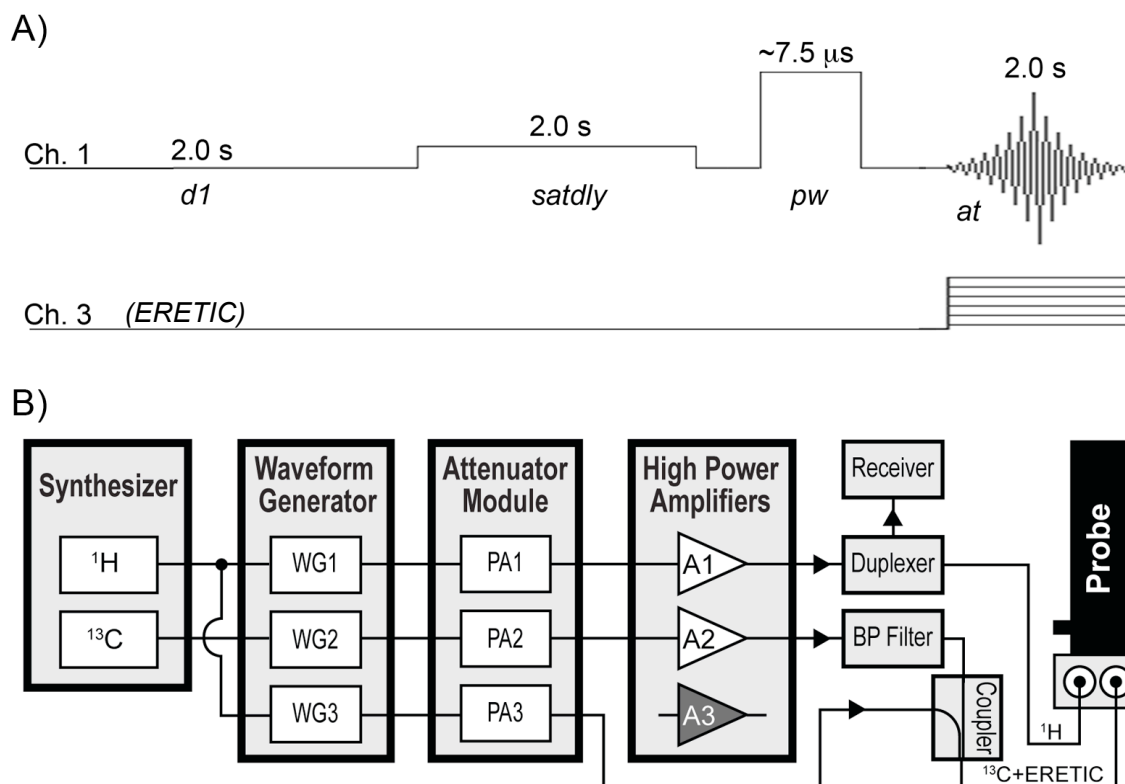 A)
~7.5 μs
2.0 s
2.0 s
2.0 s
Ch. 1
d1
satdly
pw
at
Ch. 3 (ERETIC)
B)
Synthesizer
Waveform
Generator
Attenuator
Module
High Power
Amplifiers
Receiver
Probe
¹H
WG1
PA1
A1
Duplexer
¹³C
WG2
PA2
A2
BP Filter
WG3
PA3
A3
Coupler
¹H
¹³C+ERETIC